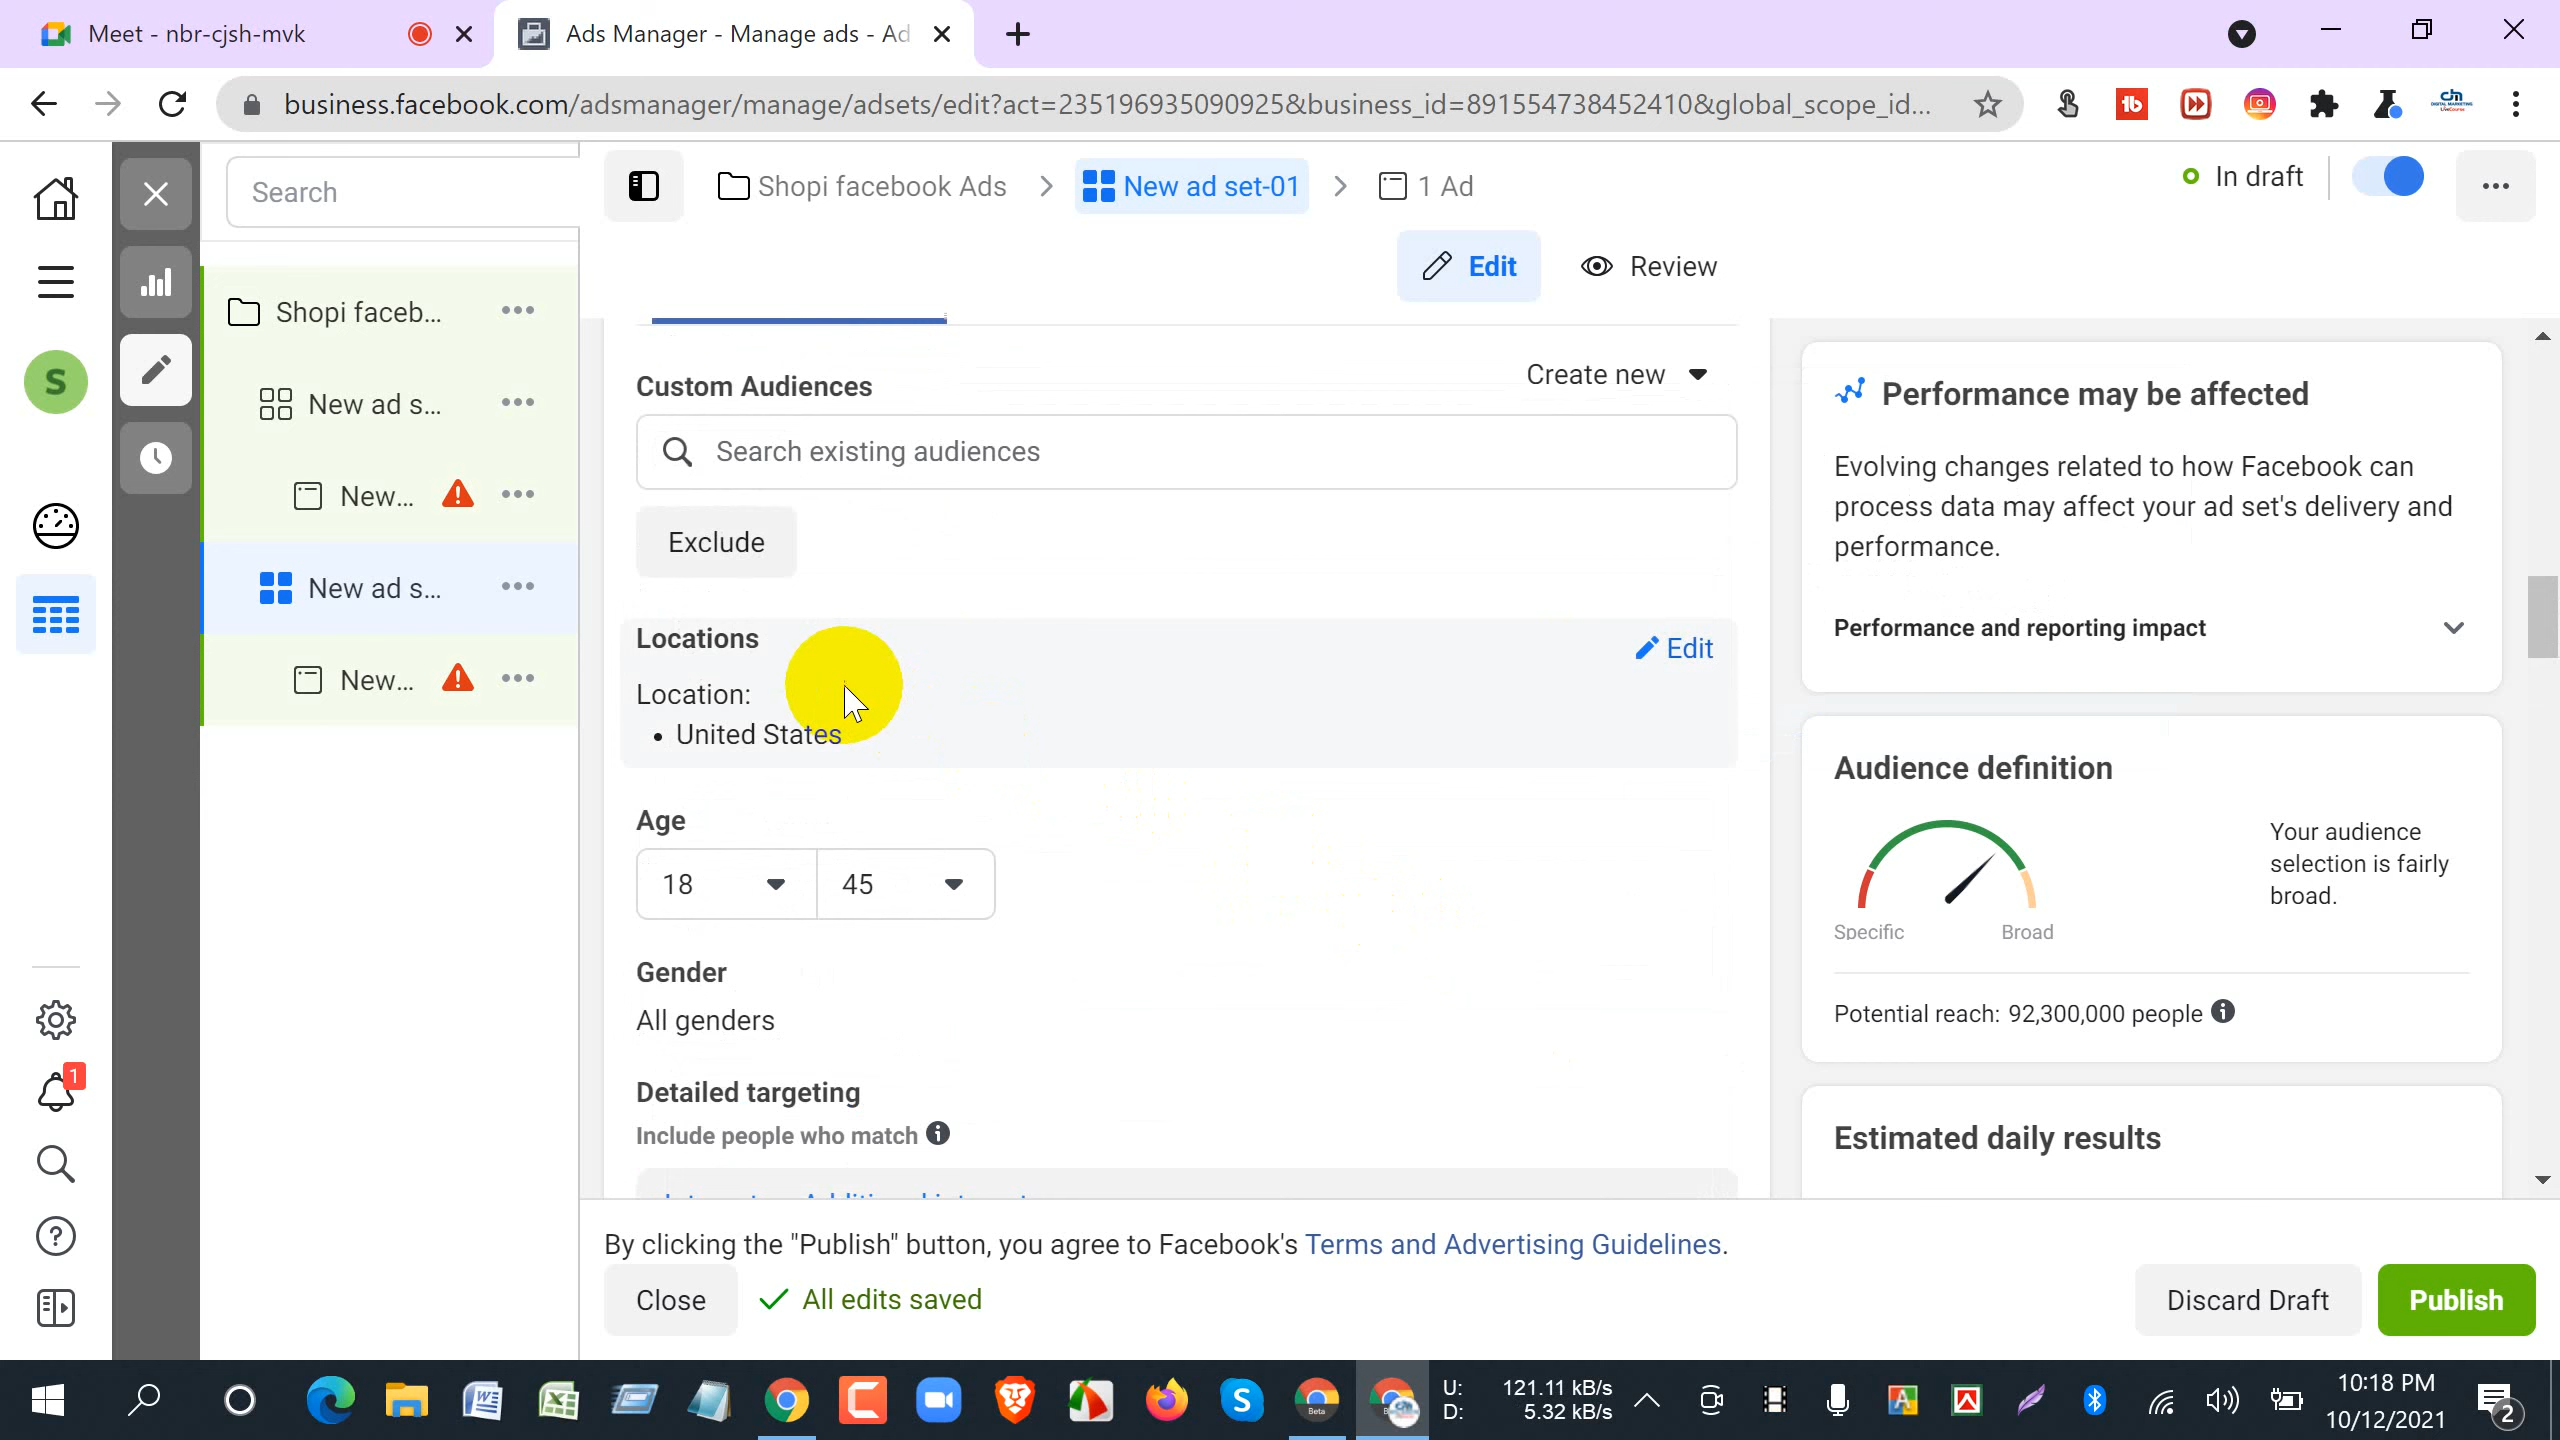 Meet - nbr-cjsh-mvk
Ads Manager - Manage ads - Ad
business.facebook.com/adsmanager/manage/adsets/edit?act=235196935090925&business_id=891554738452410&global_scope_id...
Search
Shopi facebook Ads
New ad set-01
1 Ad
In draft
Edit
Review
S
Shopi faceb...
New ad s...
New...
New ad s...
New...
Custom Audiences
Create new
Search existing audiences
Exclude
Locations
Edit
Location:
• United States
Age
18
45
Gender
All genders
Detailed targeting
Include people who match
Performance may be affected
Evolving changes related to how Facebook can
process data may affect your ad set's delivery and
performance.
Performance and reporting impact
Audience definition
Your audience
selection is fairly
broad.
Specific
Broad
Potential reach: 92,300,000 people
Estimated daily results
1
By clicking the "Publish" button, you agree to Facebook's Terms and Advertising Guidelines.
Close
All edits saved
Discard Draft
Publish
U: 121.11 kB/s
D: 5.32 kB/s
10:18 PM
10/12/2021
2